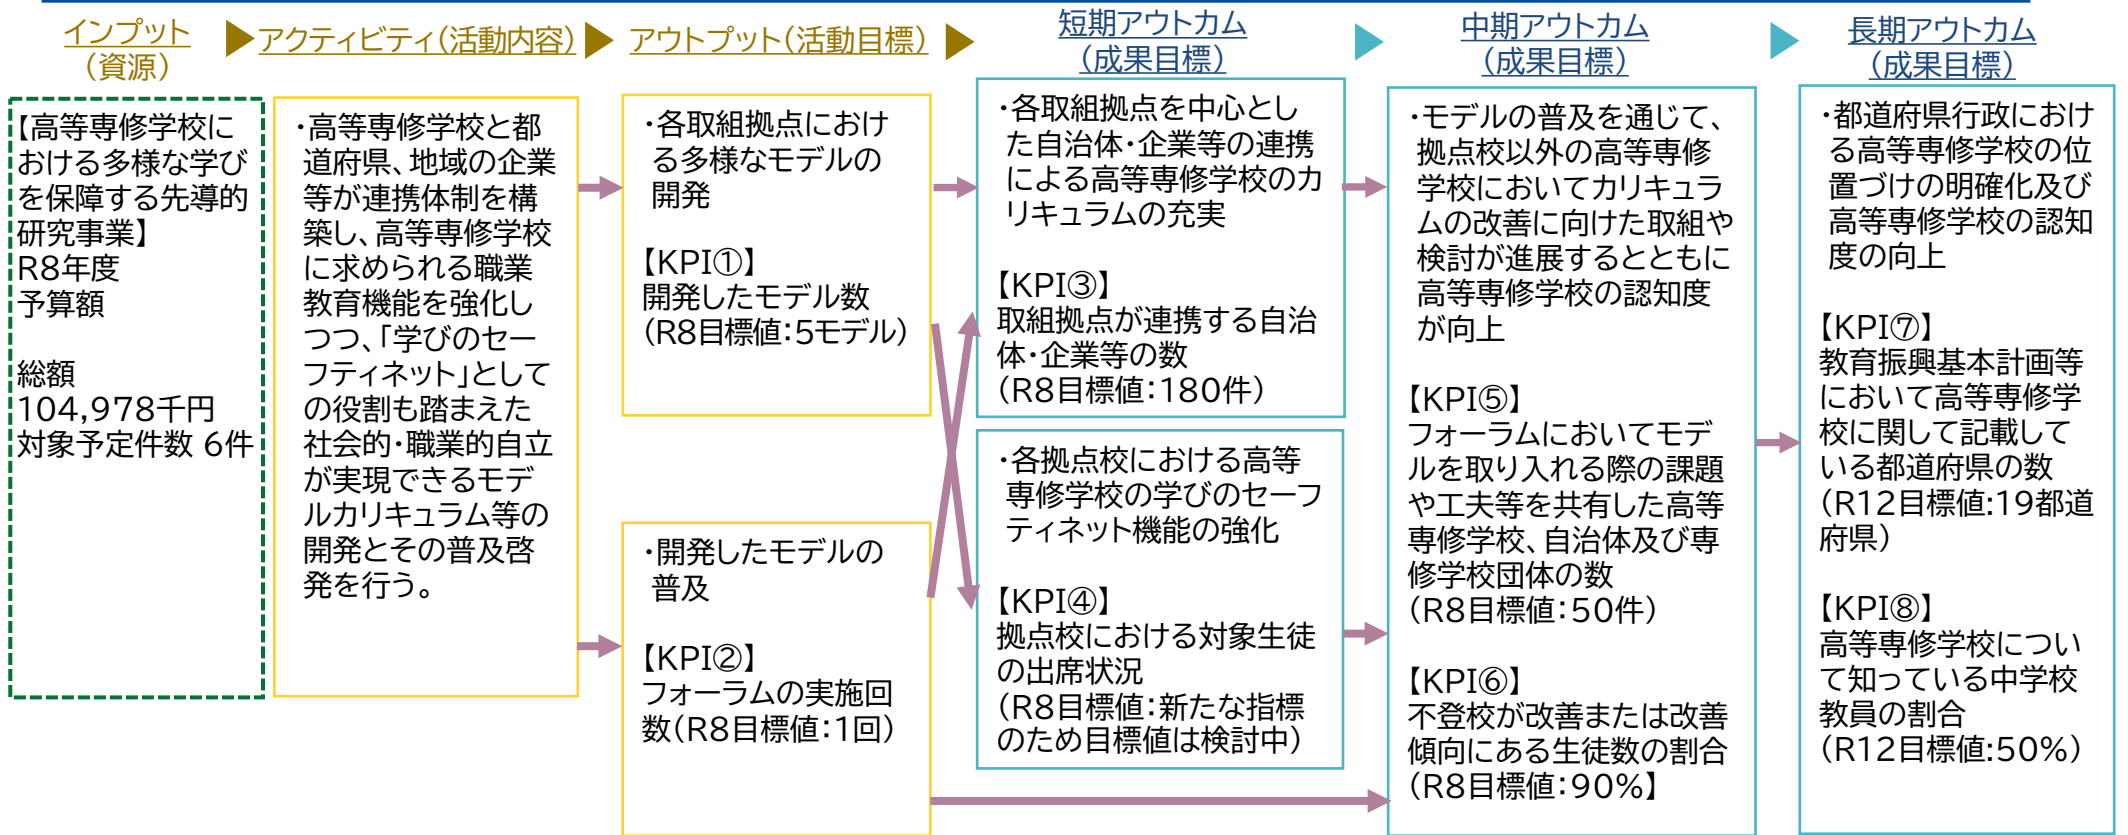 インプット
（資源）
アクティビティ（活動内容）
アウトプット（活動目標）
短期アウトカム
（成果目標）
中期アウトカム
（成果目標）
長期アウトカム
（成果目標）
【高等専修学校に
おける多様な学び
を保障する先導的
研究事業】
R8年度
予算額
総額
104,978千円
対象予定件数 6件
・高等専修学校と都
道府県、地域の企業
等が連携体制を構
築し、高等専修学校
に求められる職業
教育機能を強化し
つつ、「学びのセー
フティネット」として
の役割も踏まえた
社会的・職業的自立
が実現できるモデ
ルカリキュラム等の
開発とその普及啓
発を行う。
・各取組拠点におけ
る多様なモデルの
開発
【KPI①】
開発したモデル数
（R8目標値：5モデル）
・開発したモデルの
普及
【KPI②】
フォーラムの実施回
数（R8目標値：1回）
・各取組拠点を中心とし
た自治体・企業等の連携
による高等専修学校のカ
リキュラムの充実
【KPI③】
取組拠点が連携する自治
体・企業等の数
（R8目標値：180件）
・各拠点校における高等
専修学校の学びのセーフ
ティネット機能の強化
【KPI④】
拠点校における対象生徒
の出席状況
（R8目標値：新たな指標
のため目標値は検討中）
・モデルの普及を通じて、
拠点校以外の高等専修
学校においてカリキュラ
ムの改善に向けた取組や
検討が進展するとともに
高等専修学校の認知度
が向上
【KPI⑤】
フォーラムにおいてモデ
ルを取り入れる際の課題
や工夫等を共有した高等
専修学校、自治体及び専
修学校団体の数
（R8目標値：50件）
【KPI⑥】
不登校が改善または改善
傾向にある生徒数の割合
（R8目標値：90％】
・都道府県行政におけ
る高等専修学校の位
置づけの明確化及び
高等専修学校の認知
度の向上
【KPI⑦】
教育振興基本計画等
において高等専修学
校に関して記載して
いる都道府県の数
（R12目標値:19都道
府県）
【KPI⑧】
高等専修学校につい
て知っている中学校
教員の割合
（R12目標値:50％）